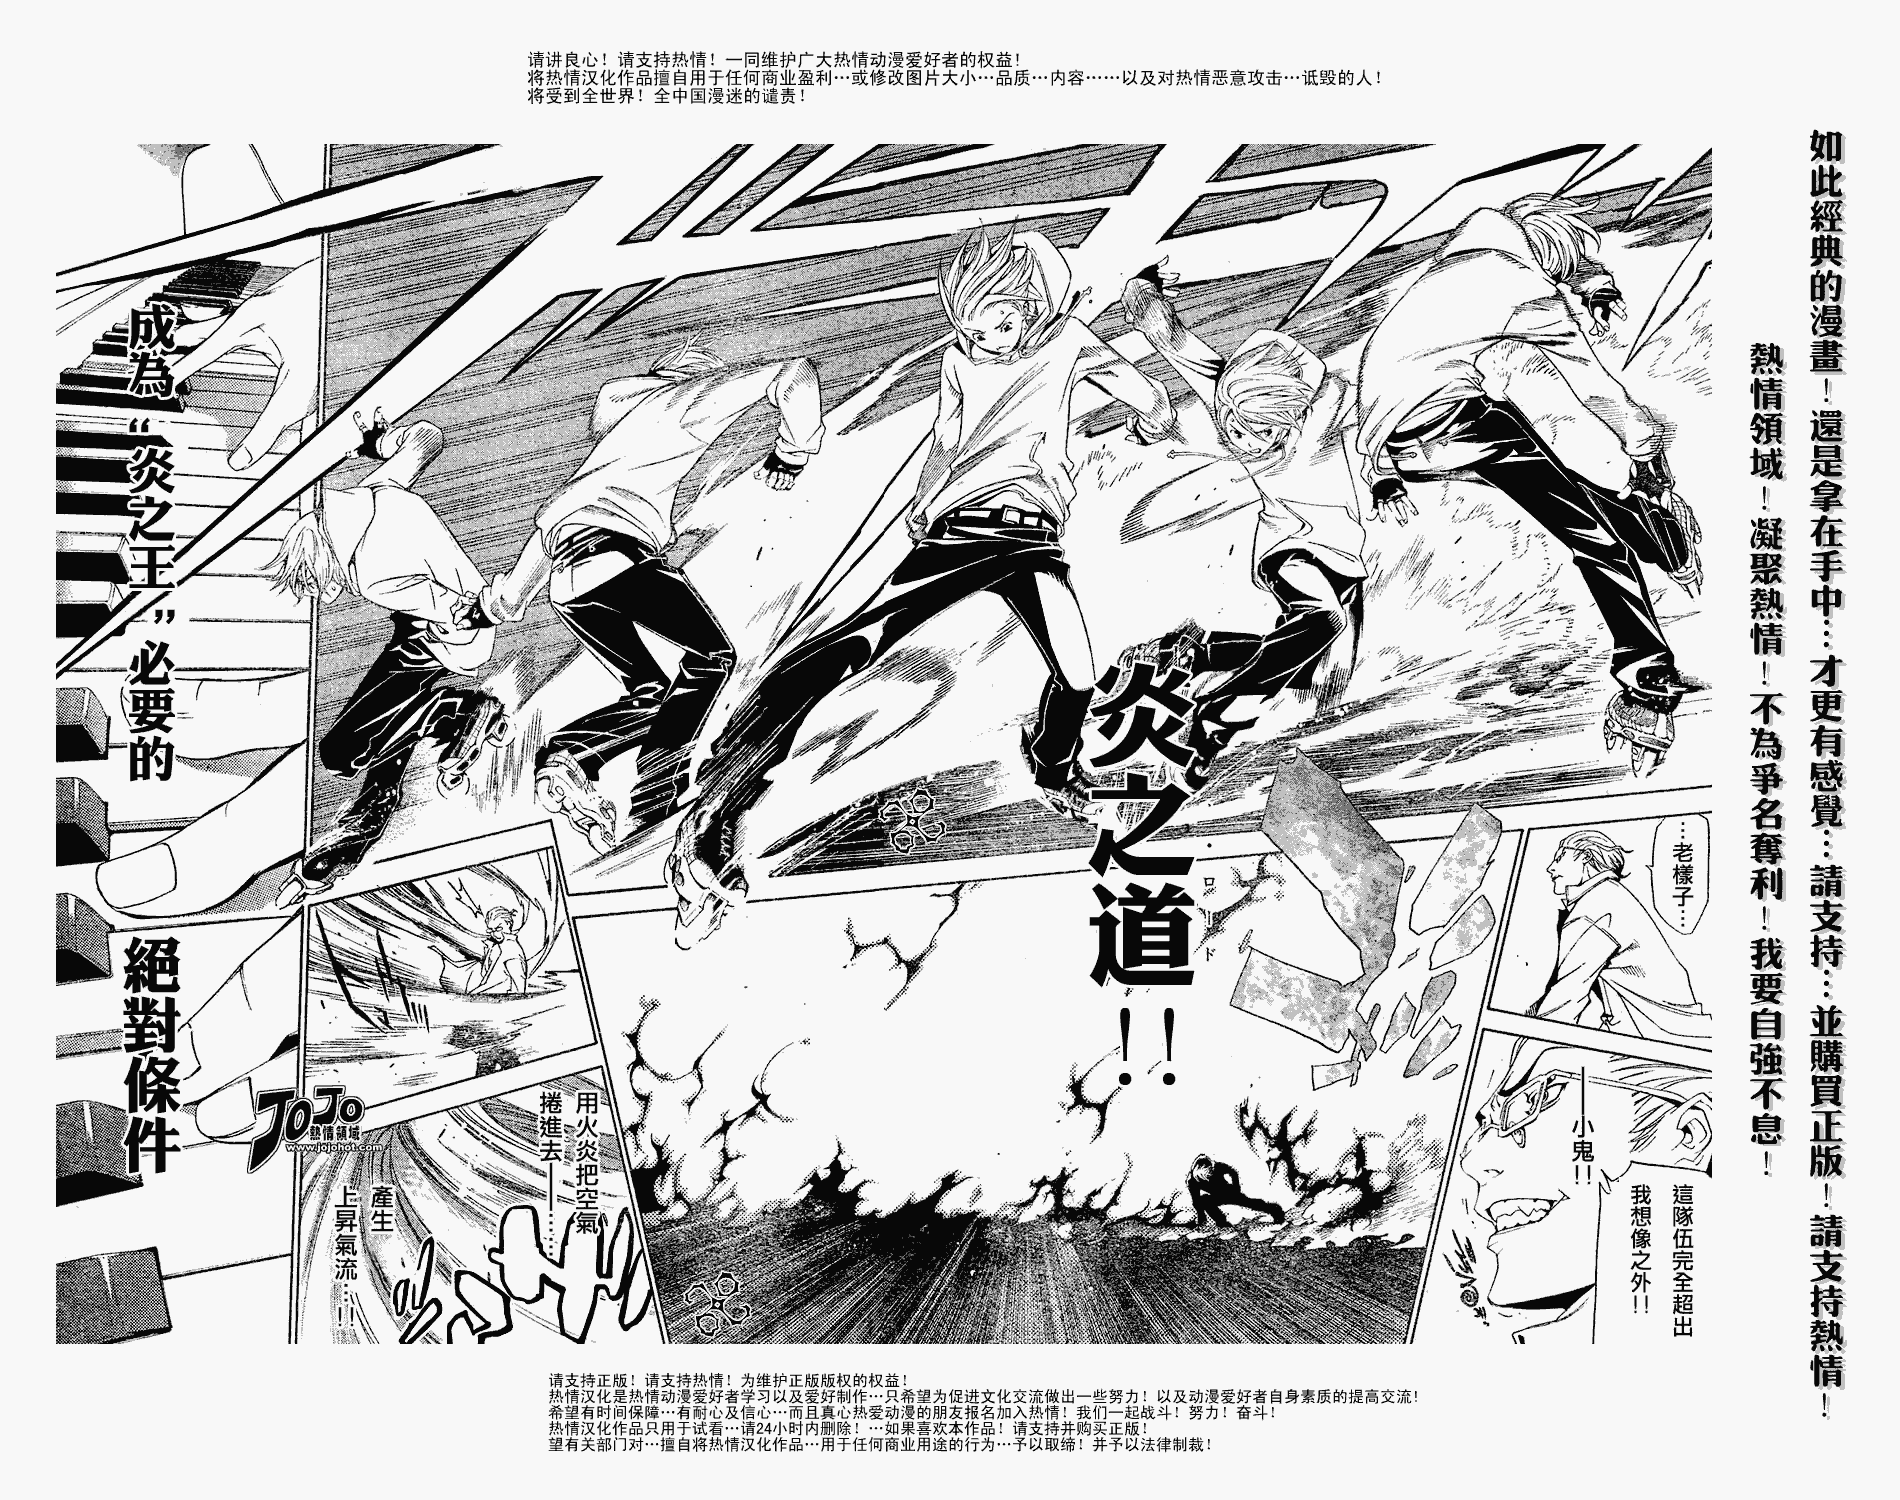 请讲良心！请支持热情！一同维护广大热情动漫爱好者的权益！
将热情汉化作品擅自用于任何商业盈利…或修改图片大小…品质…内容……以及对热情恶意攻击…诋毁的人！
将受到全世界！全中国漫迷的谴责！
如此經典的漫畫！還是拿在手中…才更有感覺…請支持…並購買正版！請支持熱情！
熱情領域！凝聚熱情！不為爭名奪利！我要自強不息！
炎之道!!
ロード
…老樣子…
——小鬼!!
這隊伍完全超出
我想像之外!!
用火炎把空氣
捲進去——……
產生
上昇氣流…!!
成為“炎之王”必要的
絕對條件
JOJO
熱情領域
www.jojohot.com
请支持正版！请支持热情！为维护正版版权的权益！
热情汉化是热情动漫爱好者学习以及爱好制作…只希望为促进文化交流做出一些努力！以及动漫爱好者自身素质的提高交流！
希望有时间保障…有耐心及信心…而且真心热爱动漫的朋友报名加入热情！我们一起战斗！努力！奋斗！
热情汉化作品只用于试看…请24小时内删除！…如果喜欢本作品！请支持并购买正版！
望有关部门对…擅自将热情汉化作品…用于任何商业用途的行为…予以取缔！并予以法律制裁！